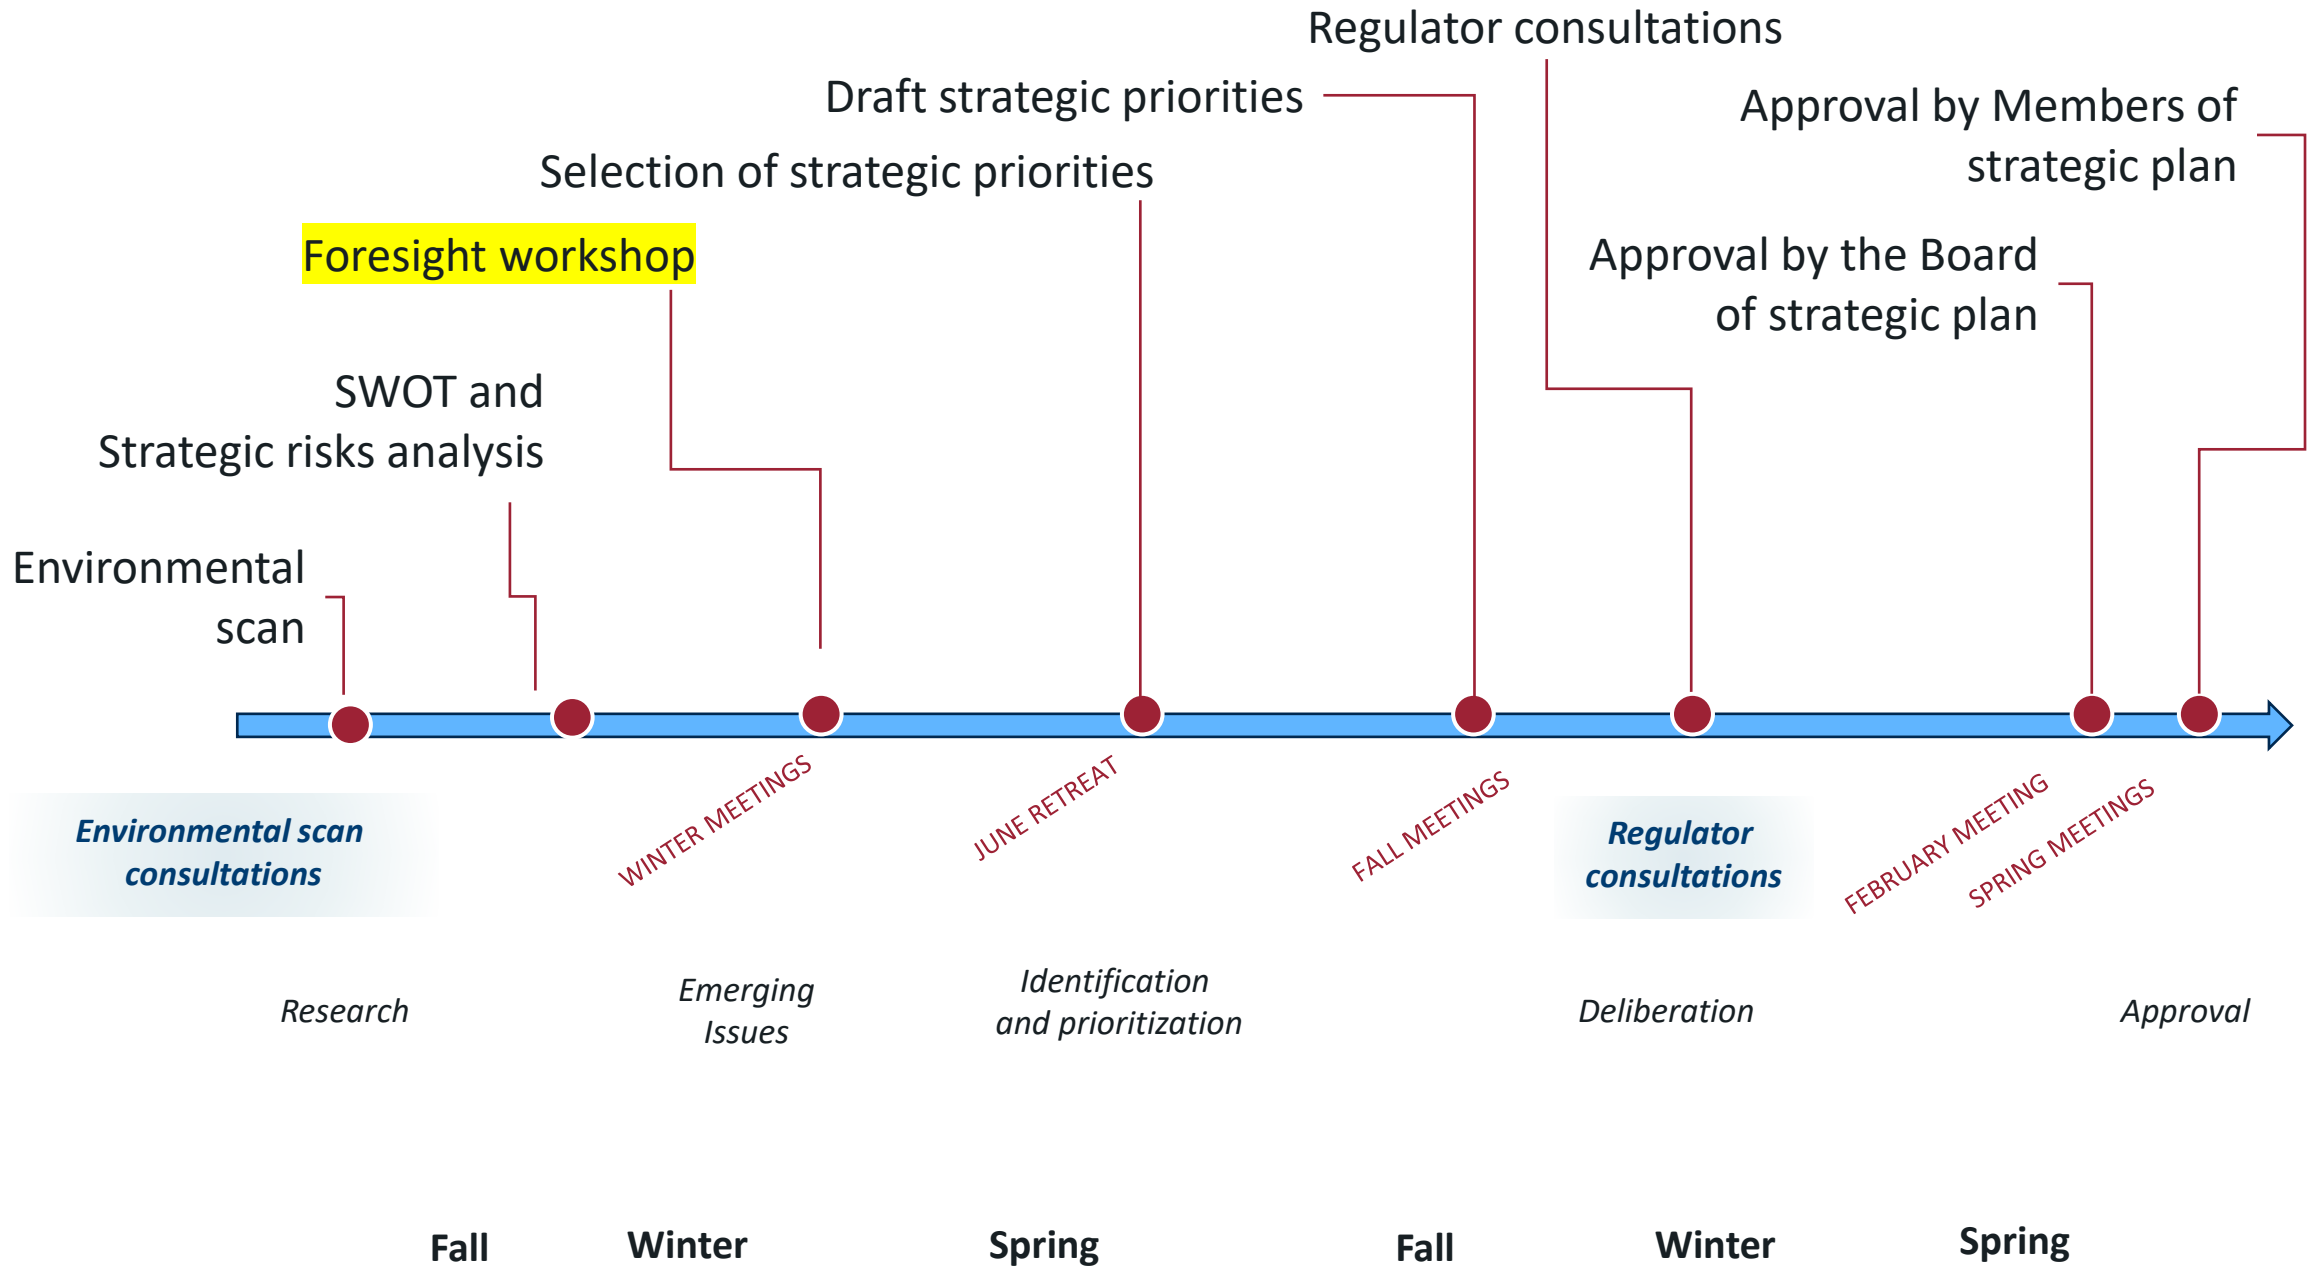 Regulator consultations
Draft strategic priorities
Approval by Members of
strategic plan
Selection of strategic priorities
Foresight workshop
Approval by the Board
of strategic plan
SWOT and
Strategic risks analysis
Environmental
scan
WINTER MEETINGS
JUNE RETREAT
FALL MEETINGS
FEBRUARY MEETING
SPRING MEETINGS
Environmental scan
consultations
Regulator
consultations
Research
Emerging
Issues
Identification
and prioritization
Deliberation
Approval
Fall
Winter
Spring
Fall
Winter
Spring